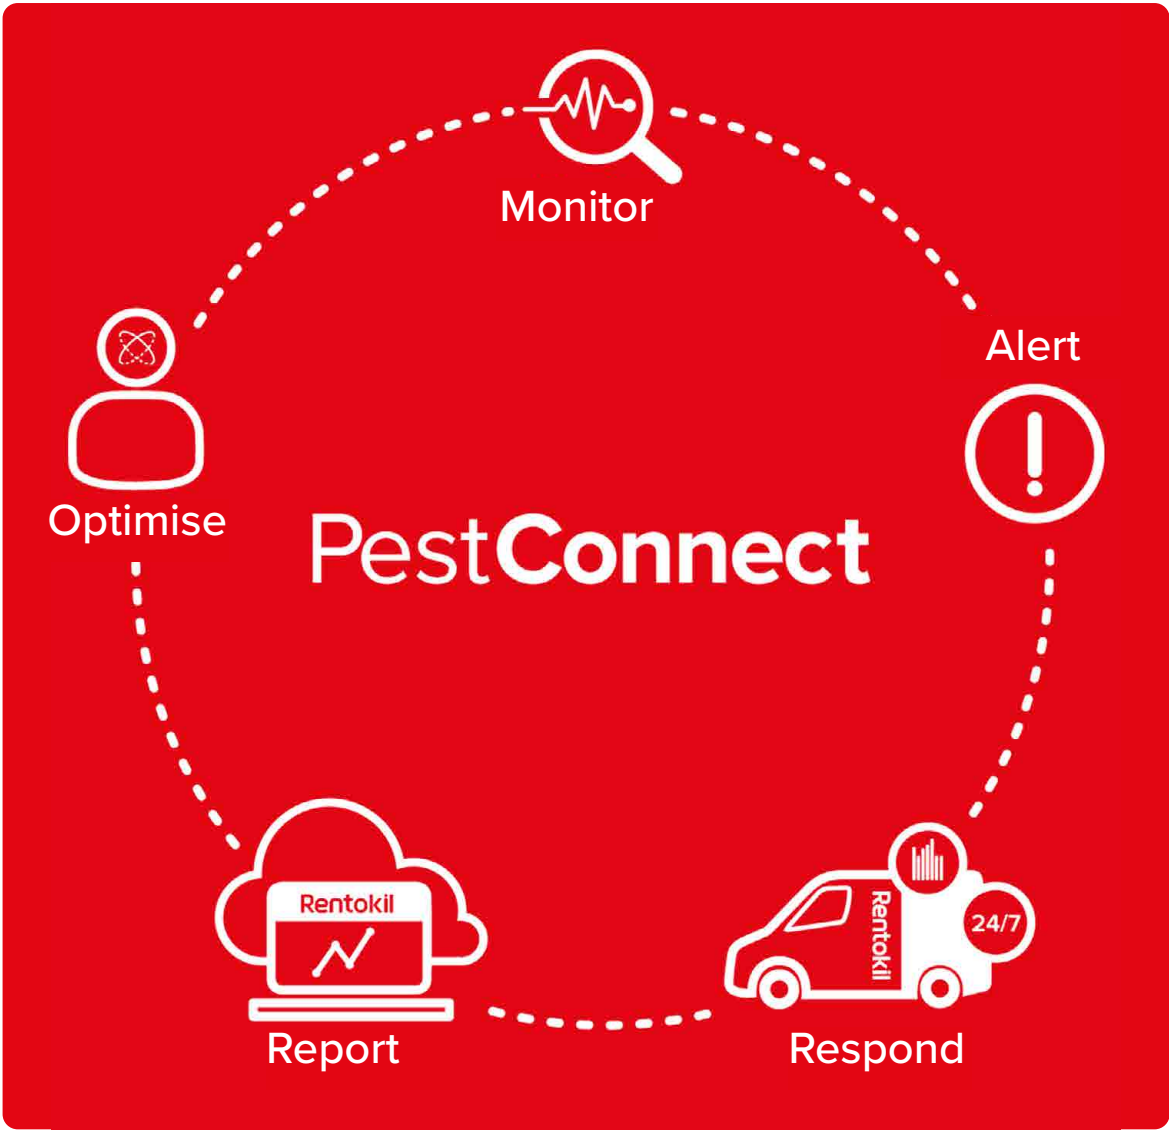 Monitor
Alert
Optimise
PestConnect
Rentokil
Rentokil
24/7
Report
Respond